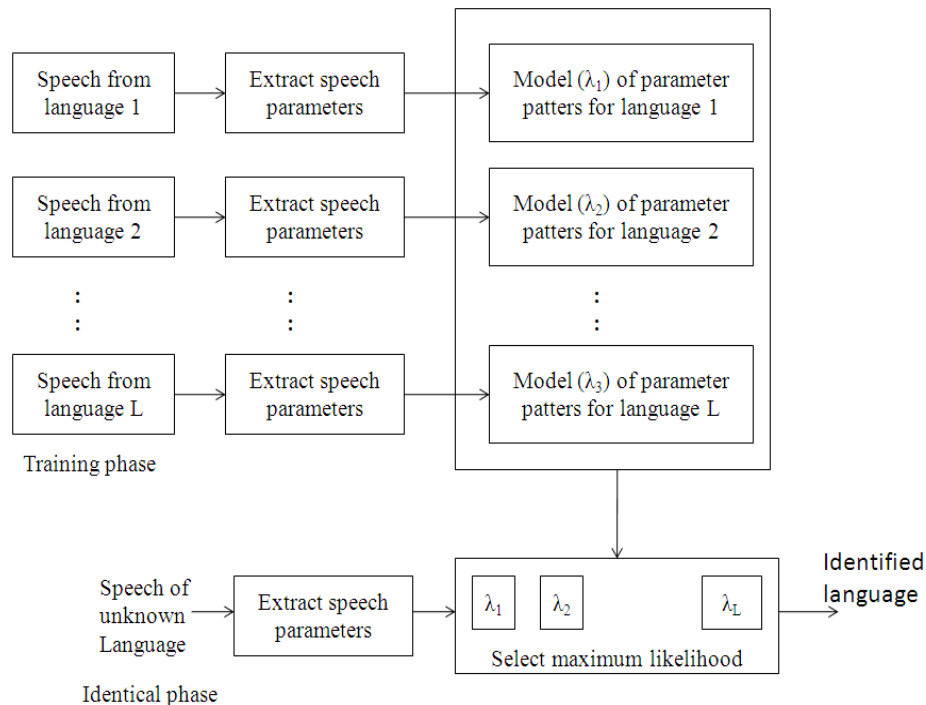 Speech from
language 1
Extract speech
parameters
Model (λ₁) of parameter
patters for language 1
Speech from
language 2
Extract speech
parameters
Model (λ₂) of parameter
patters for language 2
:
:
:
:
:
:
Speech from
language L
Extract speech
parameters
Model (λ₃) of parameter
patters for language L
Training phase
Speech of
unknown
Language
Extract speech
parameters
λ₁
λ₂
λL
Select maximum likelihood
Identified
language
Identical phase